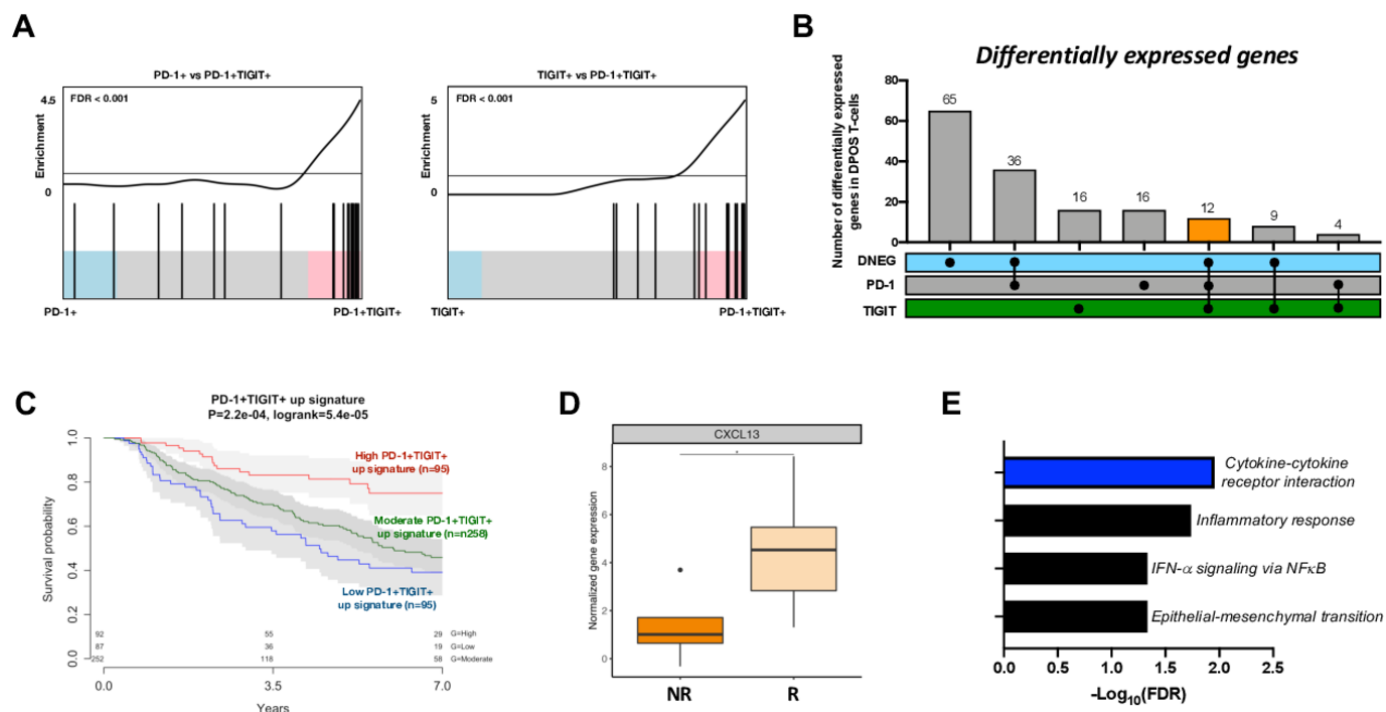 A
PD-1+ vs PD-1+TIGIT+
4.5
FDR < 0.001
Enrichment
0
PD-1+
PD-1+TIGIT+
TIGIT+ vs PD-1+TIGIT+
5
FDR < 0.001
Enrichment
0
TIGIT+
PD-1+TIGIT+
B
Differentially expressed genes
Number of differentially expressed
genes in DPOS T-cells
80
60
40
20
0
65
36
16
16
12
9
4
DNEG
PD-1
TIGIT
C
PD-1+TIGIT+ up signature
P=2.2e-04, logrank=5.4e-05
Survival probability
1.0
0.8
0.6
0.4
0.2
0.0
High PD-1+TIGIT+
up signature (n=95)
Moderate PD-1+TIGIT+
up signature (n=n258)
Low PD-1+TIGIT+
up signature (n=95)
92 55 29 G=High
87 36 19 G=Low
252 118 58 G=Moderate
0.0 3.5 7.0
Years
D
CXCL13
*
Normalized gene expression
8
6
4
2
0
NR R
E
Cytokine-cytokine
receptor interaction
Inflammatory response
IFN-α signaling via NFκB
Epithelial-mesenchymal transition
0.0 0.5 1.0 1.5 2.0 2.5
-Log10(FDR)